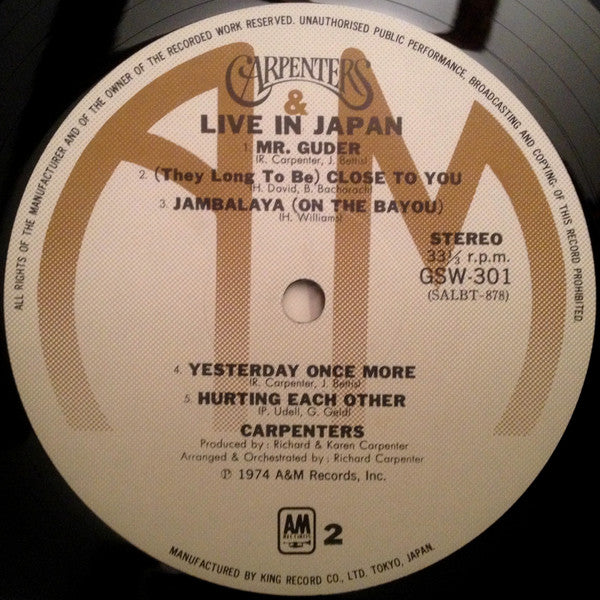 ALL RIGHTS OF THE MANUFACTURER AND OF THE OWNER OF THE RECORDED WORK RESERVED. UNAUTHORISED PUBLIC PERFORMANCE, BROADCASTING AND COPYING OF THIS RECORD PROHIBITED
CARPENTERS
&
LIVE IN JAPAN
1. MR. GUDER
(R. Carpenter, J. Bettis)
2. (They Long To Be) CLOSE TO YOU
(H. David, B. Bacharach)
3. JAMBALAYA (ON THE BAYOU)
(H. Williams)
STEREO
33⅓ r.p.m.
GSW-301
(SALBT-878)
4. YESTERDAY ONCE MORE
(R. Carpenter, J. Bettis)
5. HURTING EACH OTHER
(P. Udell, G. Geld)
CARPENTERS
Produced by : Richard & Karen Carpenter
Arranged & Orchestrated by : Richard Carpenter
℗ 1974 A&M Records, Inc.
AM
RECORDS
2
MANUFACTURED BY KING RECORD CO., LTD. TOKYO, JAPAN.